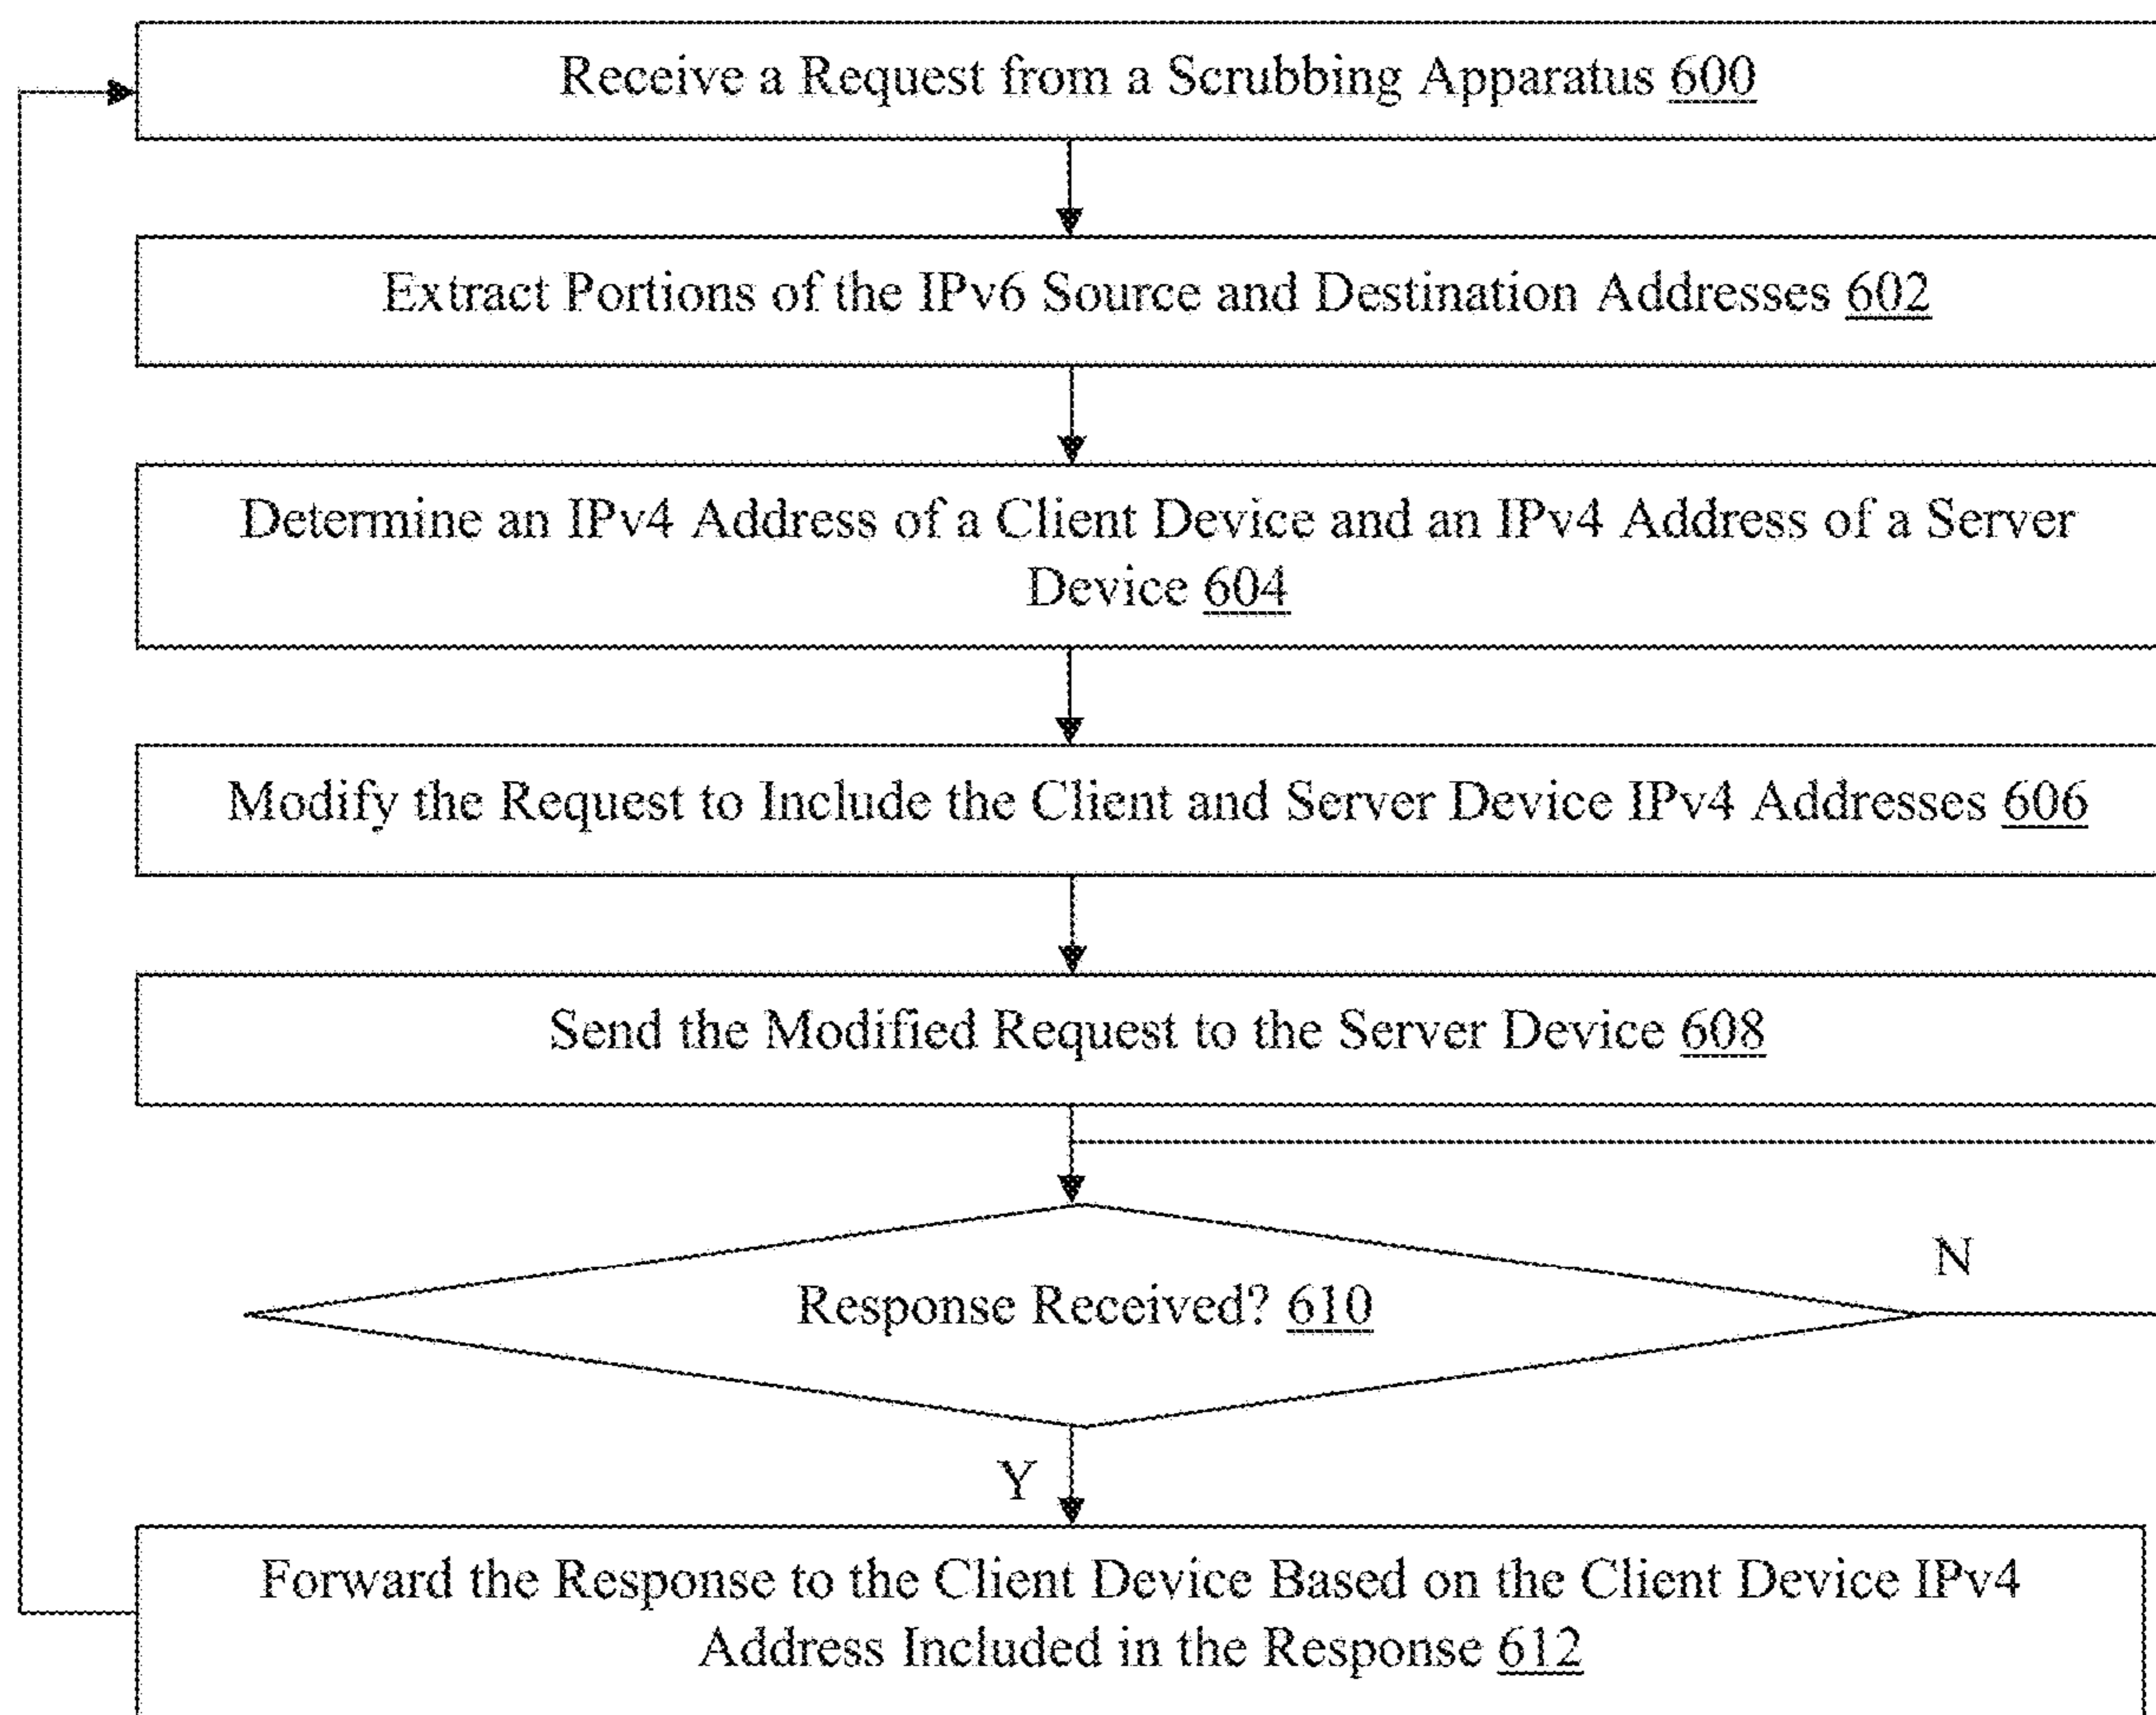 Receive a Request from a Scrubbing Apparatus 600
Extract Portions of the IPv6 Source and Destination Addresses 602
Determine an IPv4 Address of a Client Device and an IPv4 Address of a Server
Device 604
Modify the Request to Include the Client and Server Device IPv4 Addresses 606
Send the Modified Request to the Server Device 608
N
Response Received? 610
Y
Forward the Response to the Client Device Based on the Client Device IPv4
Address Included in the Response 612